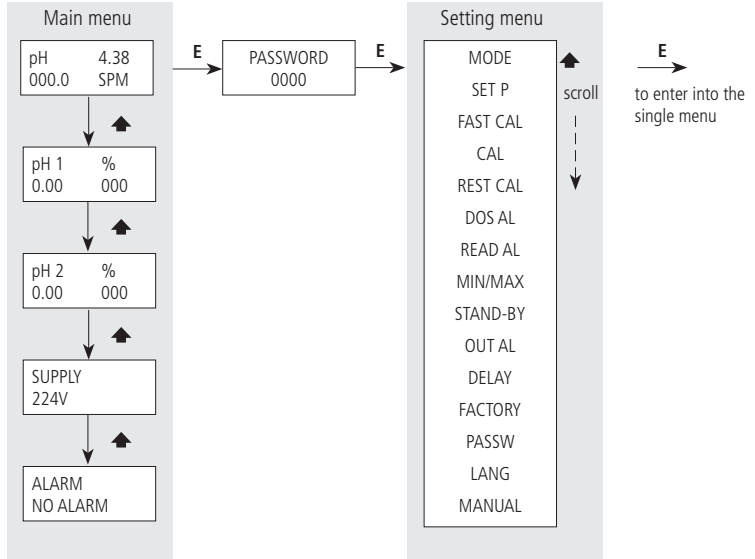 Main menu
pH 4.38
000.0 SPM
pH 1 %
0.00 000
pH 2 %
0.00 000
SUPPLY
224V
ALARM
NO ALARM
E
PASSWORD
0000
E
Setting menu
MODE
SET P
FAST CAL
CAL
REST CAL
DOS AL
READ AL
MIN/MAX
STAND-BY
OUT AL
DELAY
FACTORY
PASSW
LANG
MANUAL
scroll
E
to enter into the
single menu